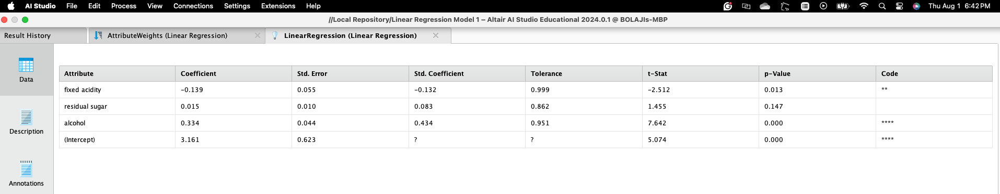 AI Studio File Edit Process View Connections Settings Extensions Help Thu Aug 1 6:42 PM
//Local Repository/Linear Regression Model 1 – Altair AI Studio Educational 2024.0.1 @ BOLAJIs-MBP
Result History AttributeWeights (Linear Regression) LinearRegression (Linear Regression)
Data
Description
Annotations
Attribute Coefficient Std. Error Std. Coefficient Tolerance t-Stat p-Value Code
fixed acidity -0.139 0.055 -0.132 0.999 -2.512 0.013 **
residual sugar 0.015 0.010 0.083 0.862 1.455 0.147
alcohol 0.334 0.044 0.434 0.951 7.642 0.000 ****
(Intercept) 3.161 0.623 ? ? 5.074 0.000 ****